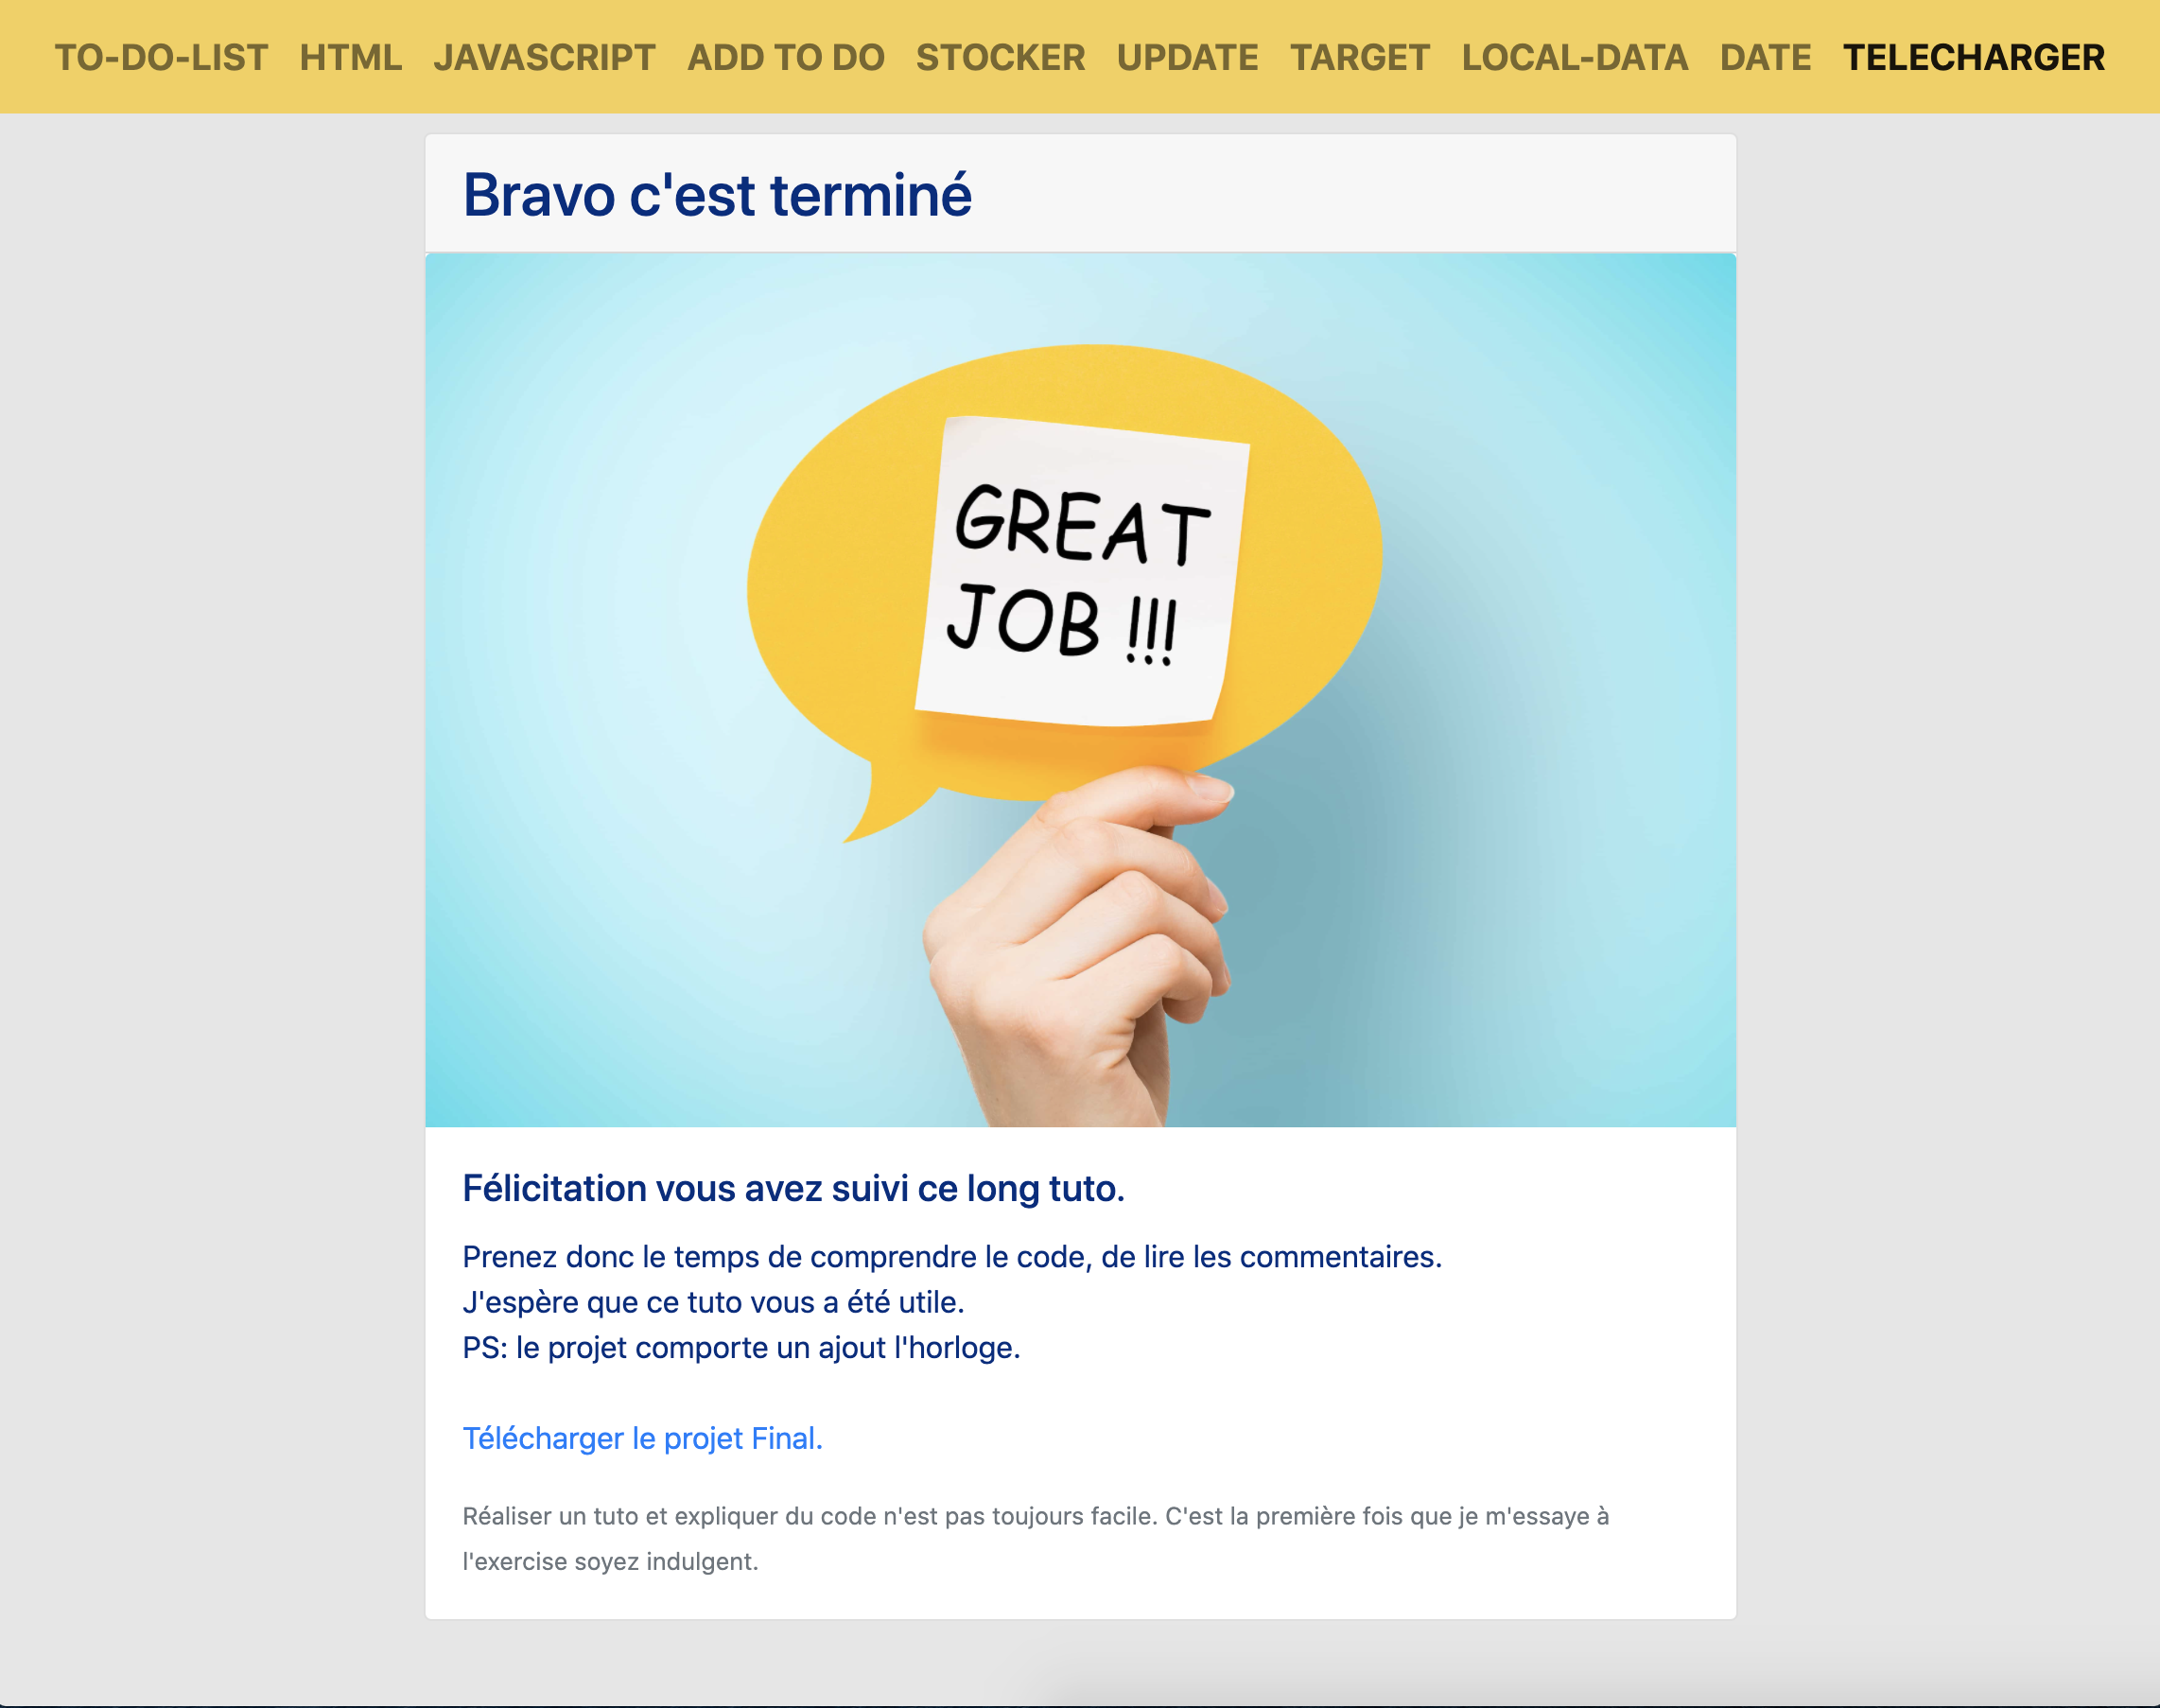 TO-DO-LIST HTML JAVASCRIPT ADD TO DO STOCKER UPDATE TARGET LOCAL-DATA DATE TELECHARGER
Bravo c'est terminé
GREAT
JOB !!!
Félicitation vous avez suivi ce long tuto.
Prenez donc le temps de comprendre le code, de lire les commentaires.
J'espère que ce tuto vous a été utile.
PS: le projet comporte un ajout l'horloge.
Télécharger le projet Final.
Réaliser un tuto et expliquer du code n'est pas toujours facile. C'est la première fois que je m'essaye à
l'exercise soyez indulgent.